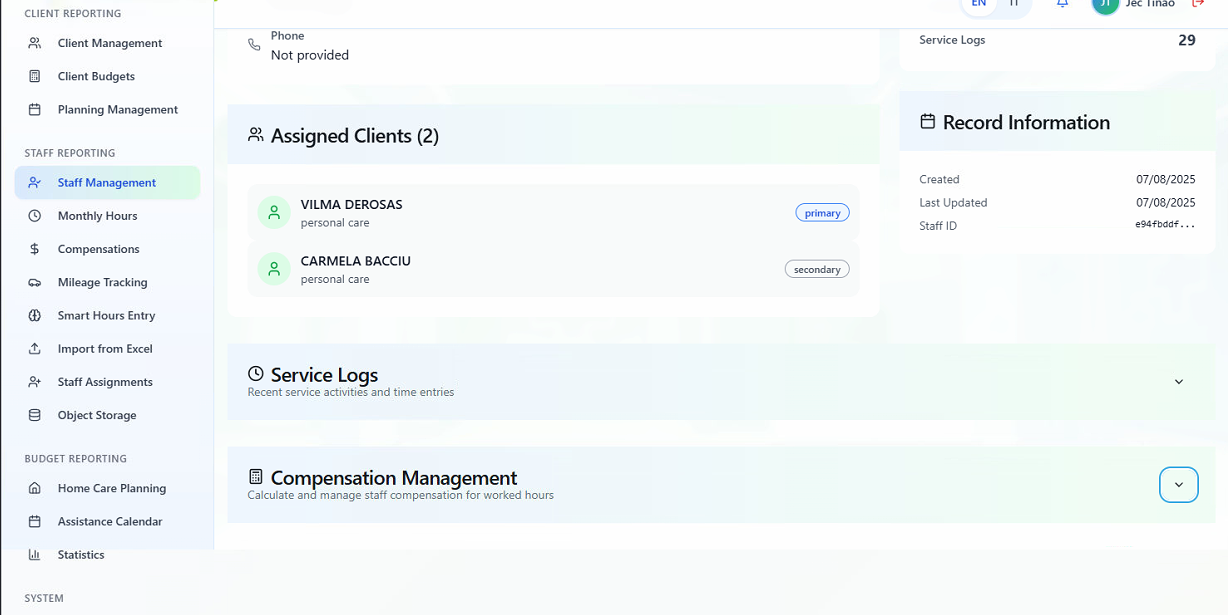 CLIENT REPORTING
Client Management
Client Budgets
Planning Management
STAFF REPORTING
Staff Management
Monthly Hours
Compensations
Mileage Tracking
Smart Hours Entry
Import from Excel
Staff Assignments
Object Storage
BUDGET REPORTING
Home Care Planning
Assistance Calendar
Statistics
SYSTEM
EN
IT
JT
Jec Tinao
Phone
Not provided
Assigned Clients (2)
VILMA DEROSAS
personal care
primary
CARMELA BACCIU
personal care
secondary
Service Logs 29
Record Information
Created 07/08/2025
Last Updated 07/08/2025
Staff ID e94fbddf...
Service Logs
Recent service activities and time entries
Compensation Management
Calculate and manage staff compensation for worked hours